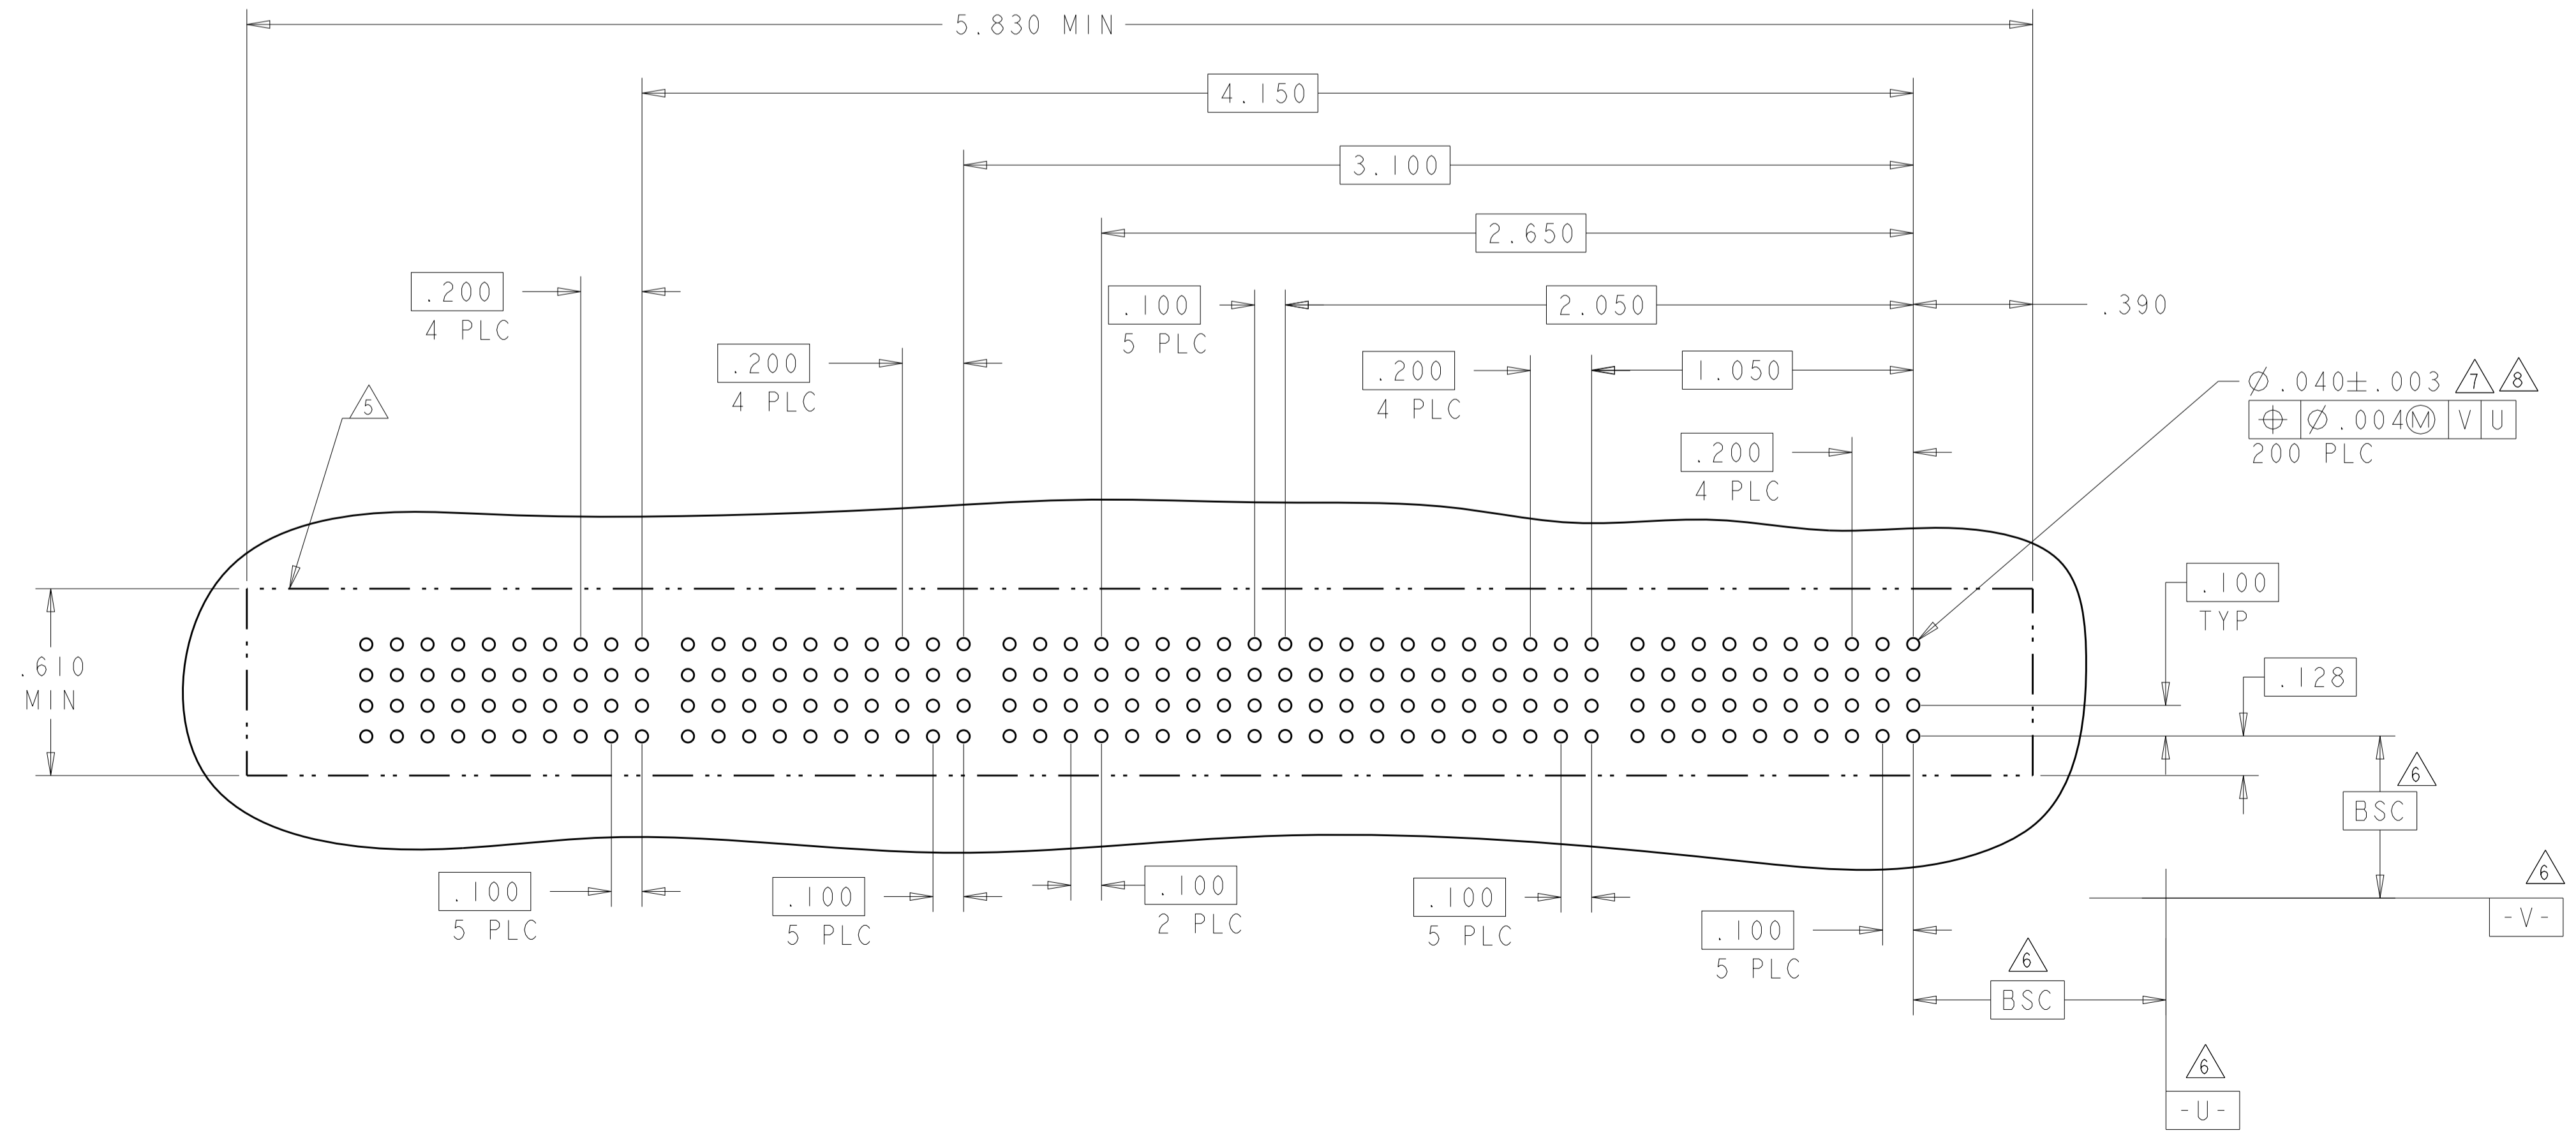 5.830 MIN
4.150
3.100
2.650
.200
4 PLC
.100
5 PLC
2.050
.390
.200
4 PLC
.200
4 PLC
1.050
5
⌀.040±.003 7 8
⌖ ⌀.004Ⓜ V U
200 PLC
.200
4 PLC
.100
TYP
.610
MIN
.128
6
BSC
.100
5 PLC
.100
5 PLC
.100
2 PLC
.100
5 PLC
.100
5 PLC
6
-V-
6
BSC
6
-U-